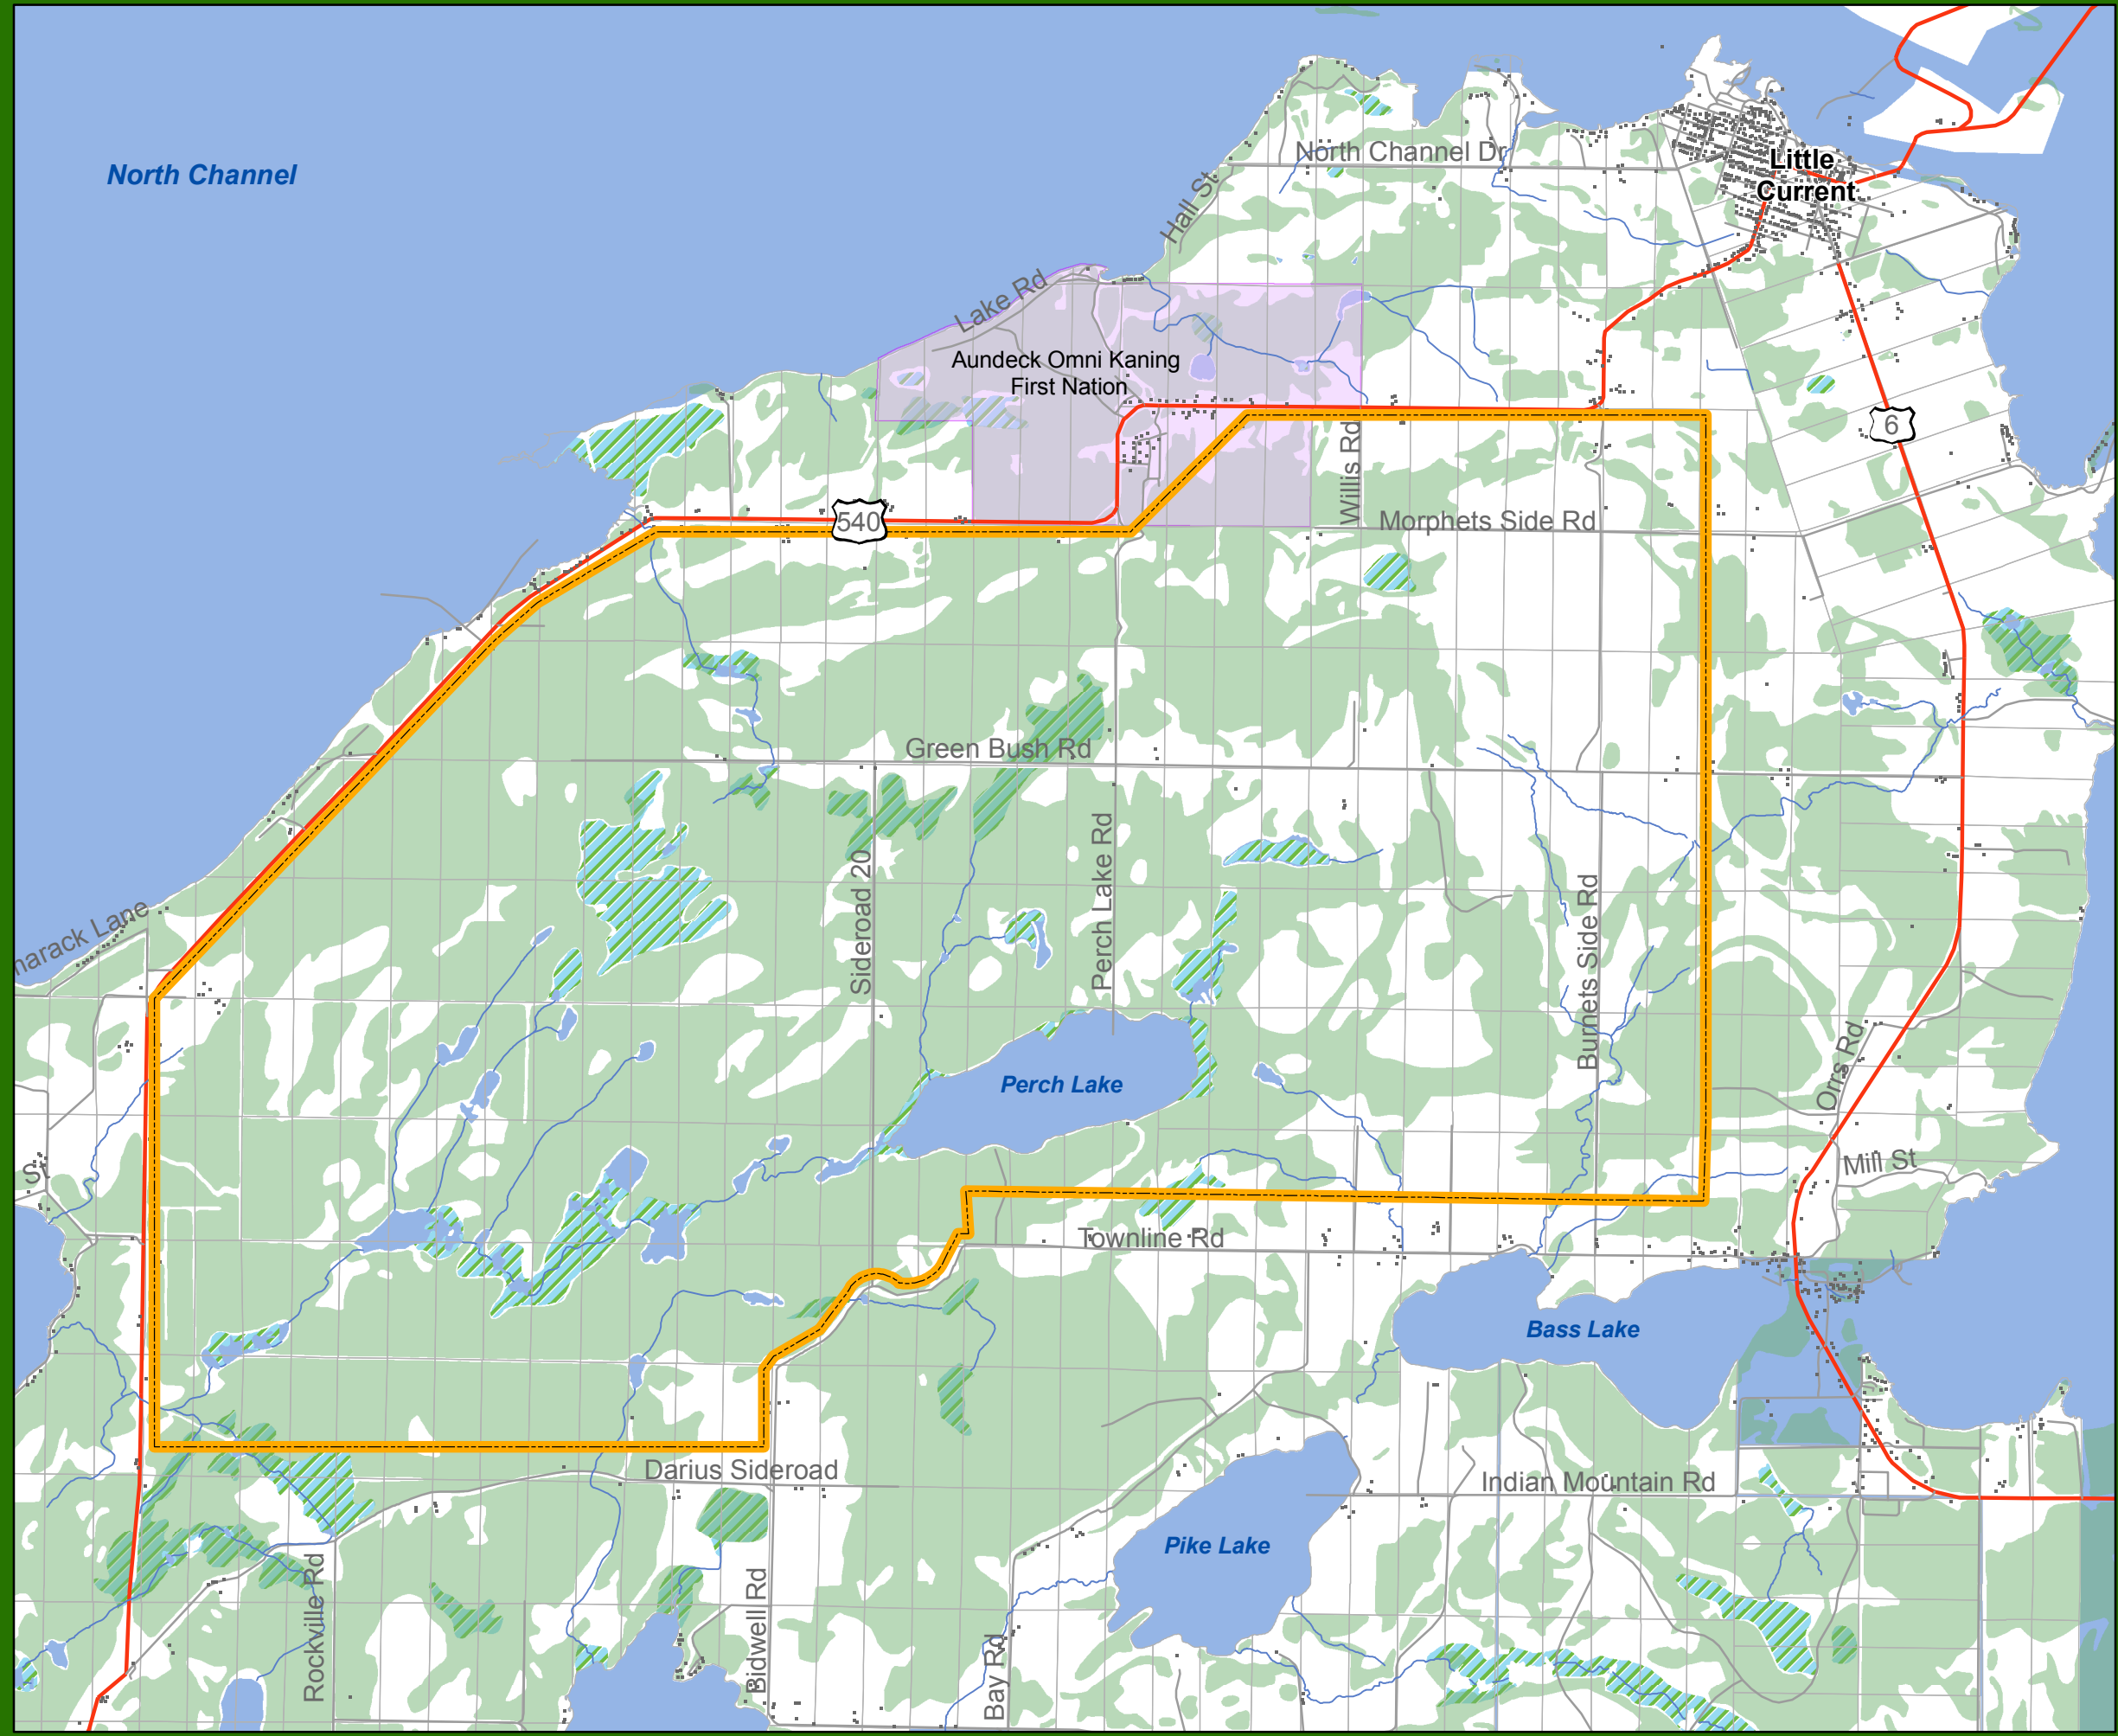 North Channel
North Channel Dr
Little
Current
Hall St
Lake Rd
Aundeck Omni Kaning
First Nation
6
Willis Rd
540
Morphets Side Rd
Green Bush Rd
Perch Lake Rd
Sideroad 20
Burnets Side Rd
marack Lane
Orrs Rd
Perch Lake
Mill St
St
Townline Rd
Bass Lake
Darius Sideroad
Indian Mountain Rd
Pike Lake
Rockville Rd
Bidwell Rd
Bay Rd